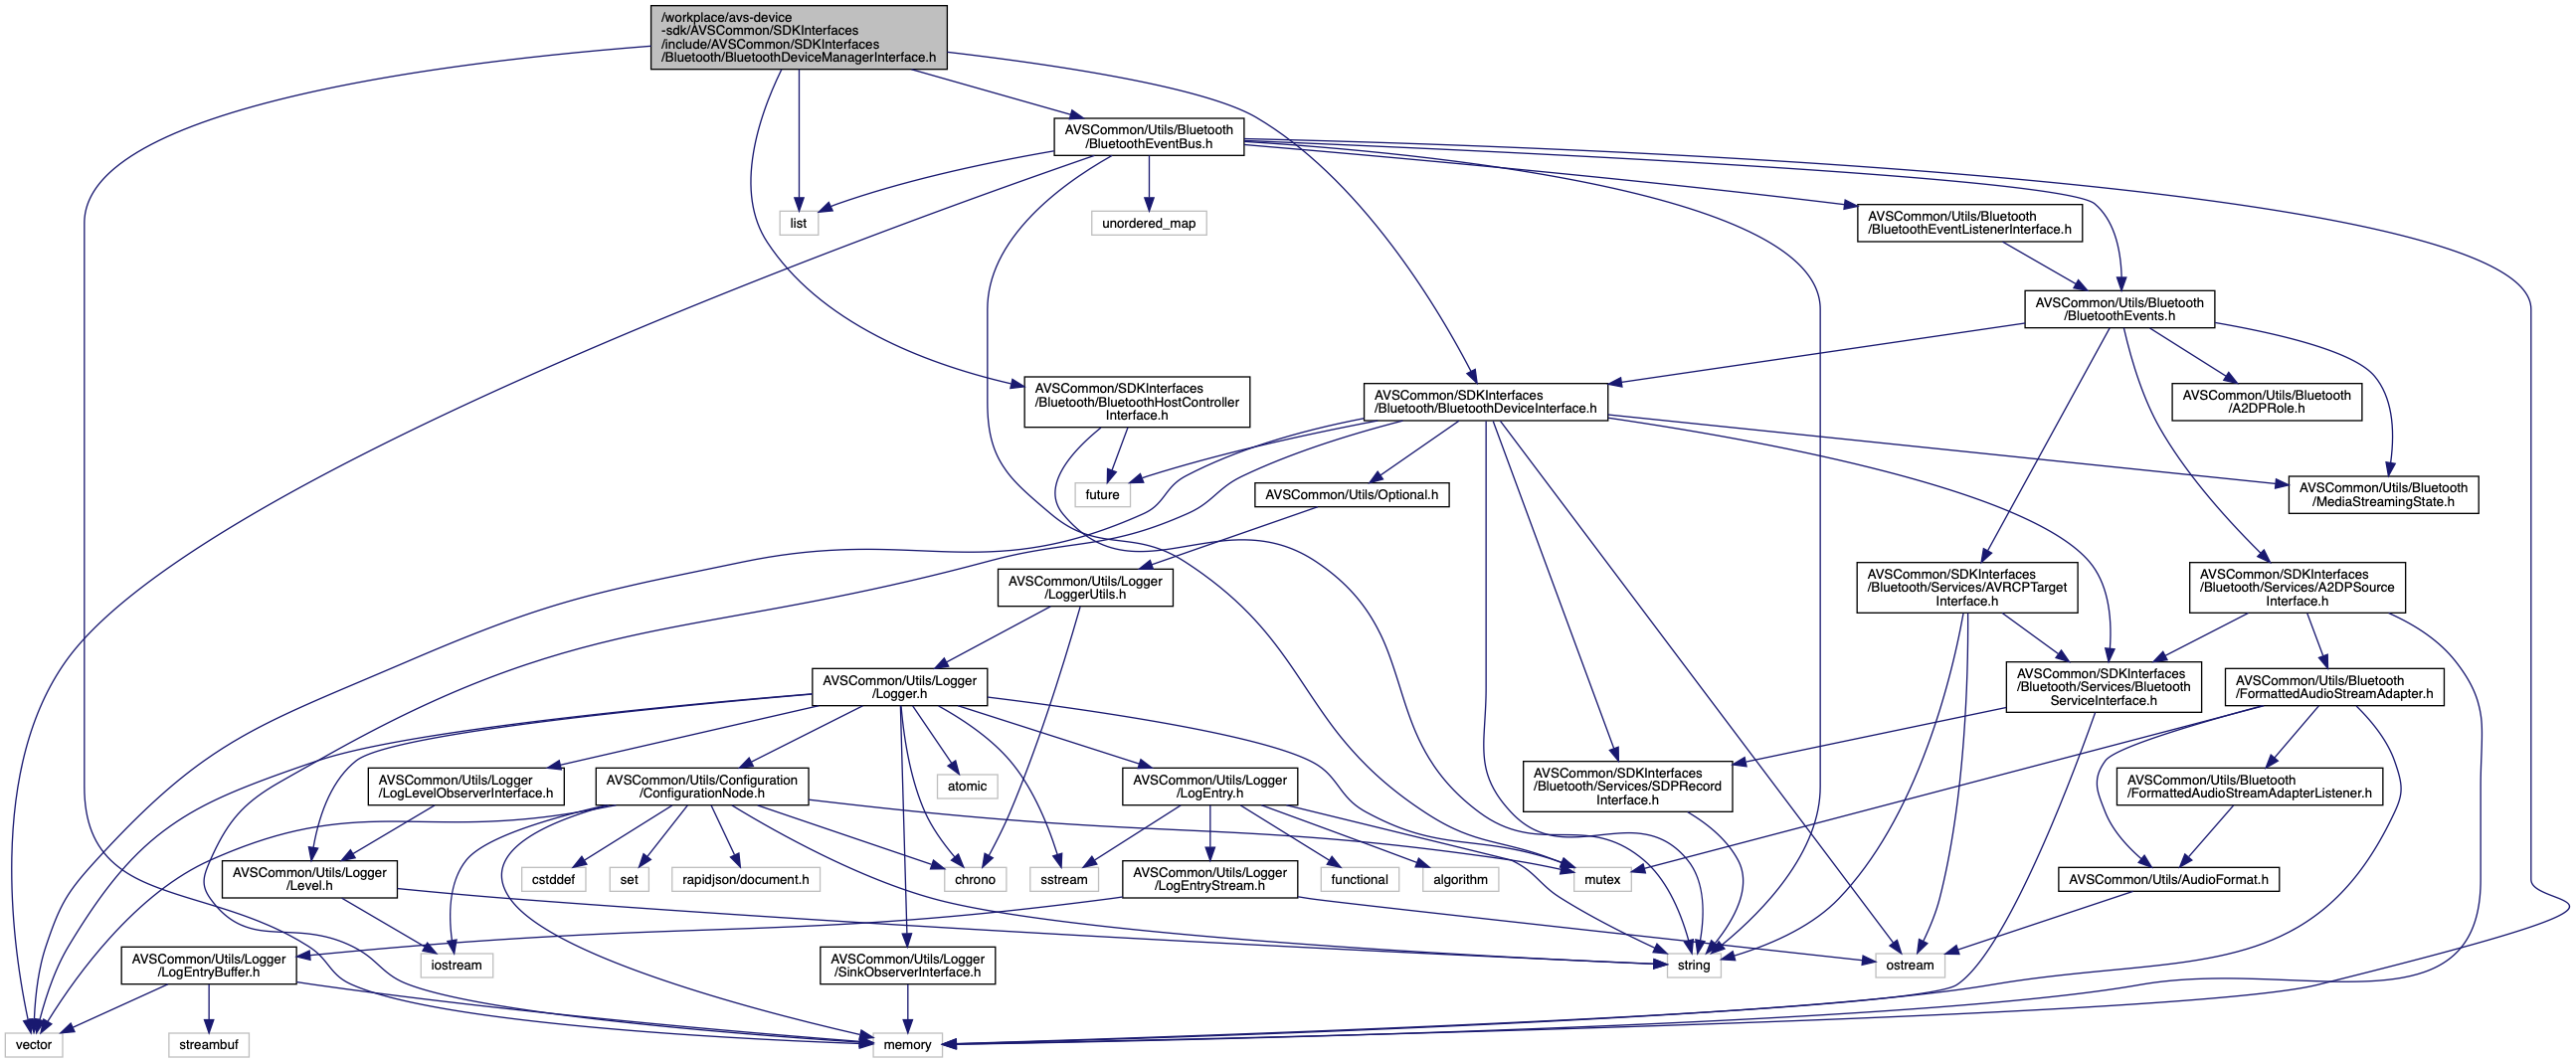 /workplace/avs-device
-sdk/AVSCommon/SDKInterfaces
/include/AVSCommon/SDKInterfaces
/Bluetooth/BluetoothDeviceManagerInterface.h
AVSCommon/Utils/Bluetooth
/BluetoothEventBus.h
list
unordered_map
AVSCommon/Utils/Bluetooth
/BluetoothEventListenerInterface.h
AVSCommon/Utils/Bluetooth
/BluetoothEvents.h
AVSCommon/SDKInterfaces
/Bluetooth/BluetoothHostController
Interface.h
AVSCommon/SDKInterfaces
/Bluetooth/BluetoothDeviceInterface.h
AVSCommon/Utils/Bluetooth
/A2DPRole.h
future
AVSCommon/Utils/Optional.h
AVSCommon/Utils/Bluetooth
/MediaStreamingState.h
AVSCommon/Utils/Logger
/LoggerUtils.h
AVSCommon/SDKInterfaces
/Bluetooth/Services/AVRCPTarget
Interface.h
AVSCommon/SDKInterfaces
/Bluetooth/Services/A2DPSource
Interface.h
AVSCommon/Utils/Logger
/Logger.h
AVSCommon/SDKInterfaces
/Bluetooth/Services/Bluetooth
ServiceInterface.h
AVSCommon/Utils/Bluetooth
/FormattedAudioStreamAdapter.h
AVSCommon/Utils/Logger
/LogLevelObserverInterface.h
AVSCommon/Utils/Configuration
/ConfigurationNode.h
atomic
AVSCommon/Utils/Logger
/LogEntry.h
AVSCommon/SDKInterfaces
/Bluetooth/Services/SDPRecord
Interface.h
AVSCommon/Utils/Bluetooth
/FormattedAudioStreamAdapterListener.h
AVSCommon/Utils/Logger
/Level.h
cstddef
set
rapidjson/document.h
chrono
sstream
AVSCommon/Utils/Logger
/LogEntryStream.h
functional
algorithm
mutex
AVSCommon/Utils/AudioFormat.h
AVSCommon/Utils/Logger
/LogEntryBuffer.h
iostream
AVSCommon/Utils/Logger
/SinkObserverInterface.h
string
ostream
vector
streambuf
memory